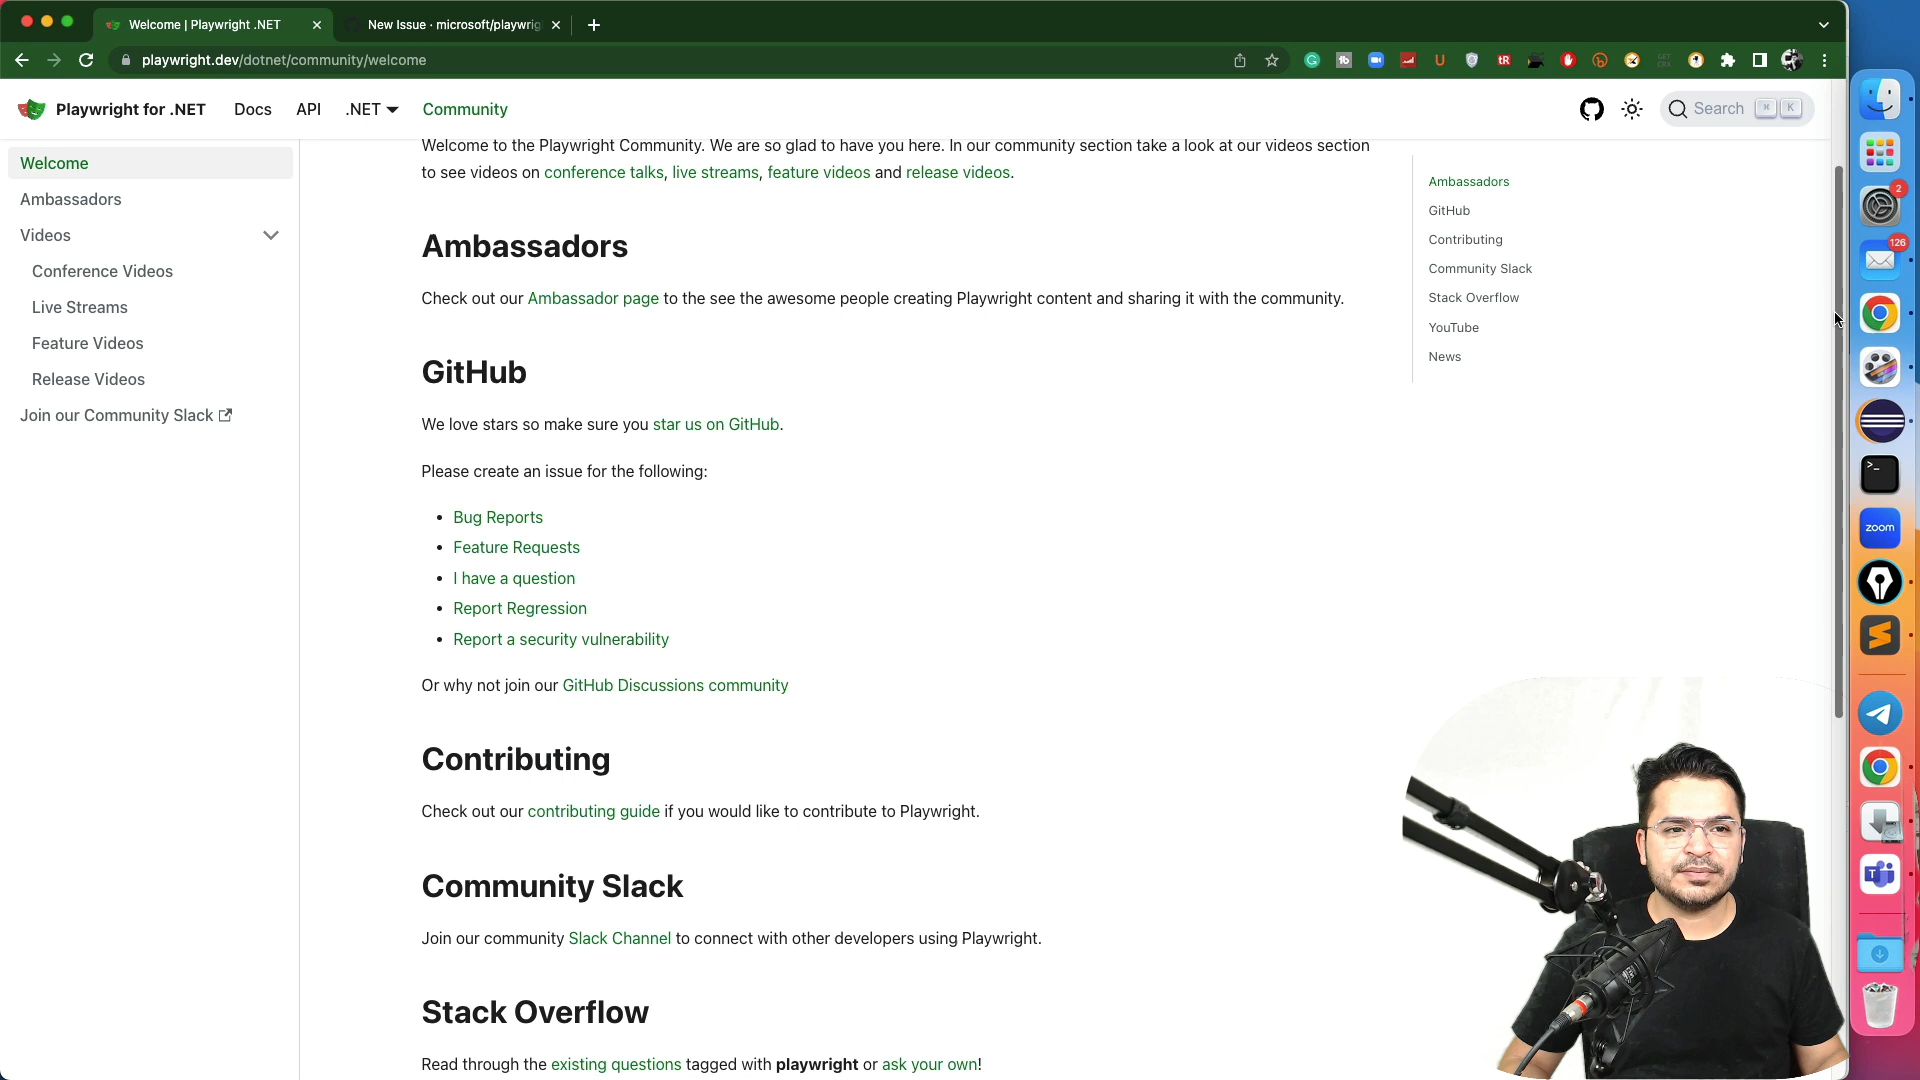 Welcome | Playwright .NET
New Issue · microsoft/playwrig
playwright.dev/dotnet/community/welcome
Playwright for .NET
Docs
API
.NET
Community
Search
⌘ K
Welcome
Ambassadors
Videos
Conference Videos
Live Streams
Feature Videos
Release Videos
Join our Community Slack
Welcome to the Playwright Community. We are so glad to have you here. In our community section take a look at our videos section
to see videos on conference talks, live streams, feature videos and release videos.
Ambassadors
Check out our Ambassador page to the see the awesome people creating Playwright content and sharing it with the community.
GitHub
We love stars so make sure you star us on GitHub.
Please create an issue for the following:
• Bug Reports
• Feature Requests
• I have a question
• Report Regression
• Report a security vulnerability
Or why not join our GitHub Discussions community
Contributing
Check out our contributing guide if you would like to contribute to Playwright.
Community Slack
Join our community Slack Channel to connect with other developers using Playwright.
Stack Overflow
Read through the existing questions tagged with playwright or ask your own!
Ambassadors
GitHub
Contributing
Community Slack
Stack Overflow
YouTube
News
2
126
zoom